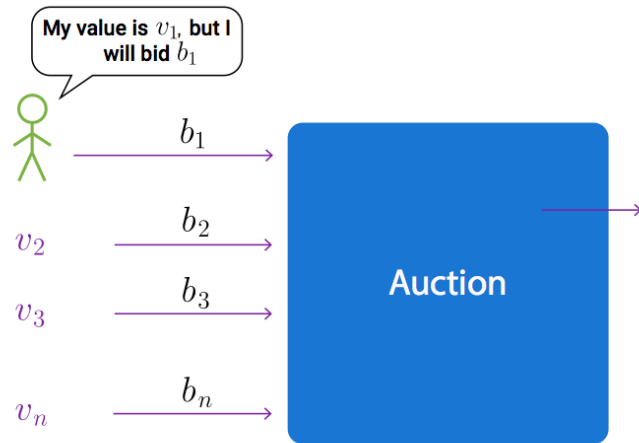 My value is v₁, but I
will bid b₁
b₁
v₂ b₂
v₃ b₃
Auction
vₙ bₙ